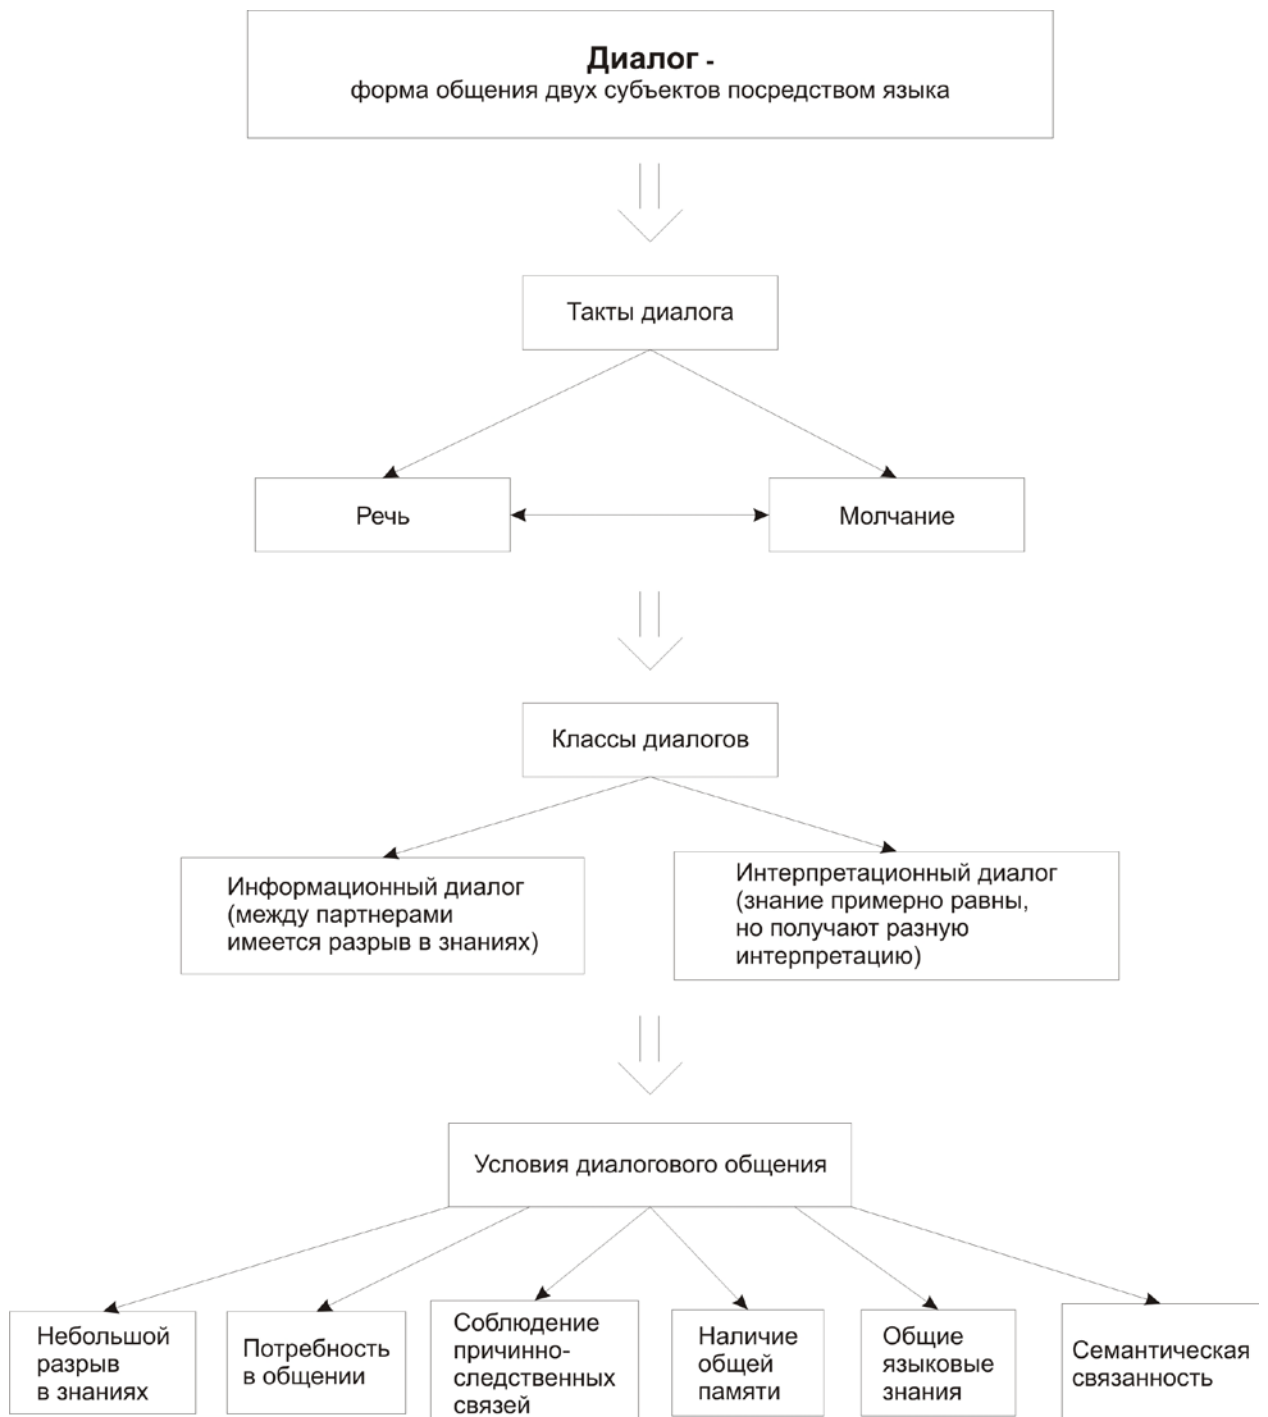 Диалог -
форма общения двух субъектов посредством языка
Такты диалога
Речь
Молчание
Классы диалогов
Информационный диалог
(между партнерами
имеется разрыв в знаниях)
Интерпретационный диалог
(знание примерно равны,
но получают разную
интерпретацию)
Условия диалогового общения
Небольшой
разрыв
в знаниях
Потребность
в общении
Соблюдение
причинно-
следственных
связей
Наличие
общей
памяти
Общие
языковые
знания
Семантическая
связанность